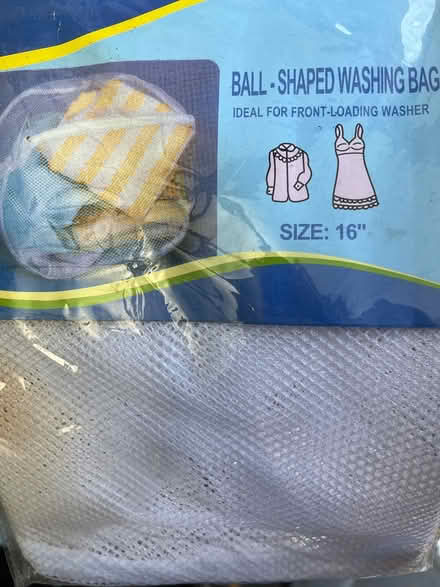 BALL - SHAPED WASHING BAG
IDEAL FOR FRONT-LOADING WASHER
SIZE: 16"